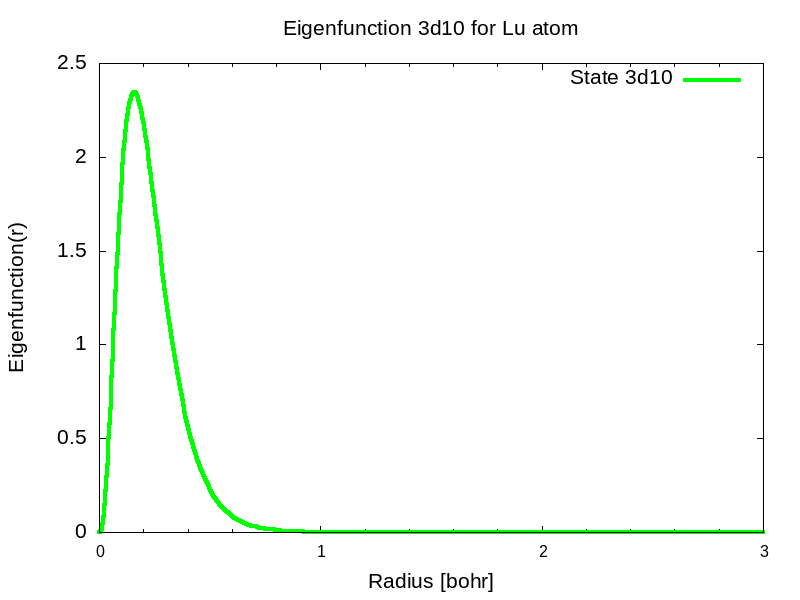 Eigenfunction 3d10 for Lu atom
State 3d10
2.5
2
1.5
1
0.5
0
Eigenfunction(r)
0 1 2 3
Radius [bohr]